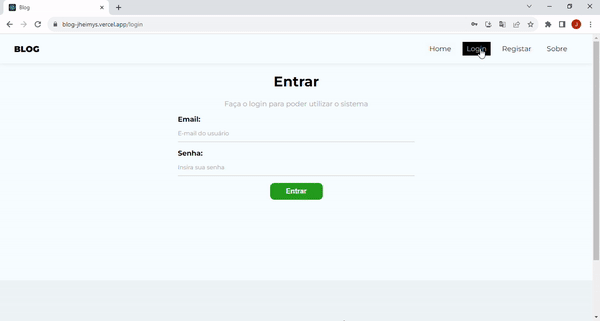 Blog
blog-jheimys.vercel.app/login
J
BLOG
Home
Login
Registar
Sobre
Entrar
Faça o login para poder utilizar o sistema
Email:
E-mail do usuário
Senha:
Insira sua senha
Entrar